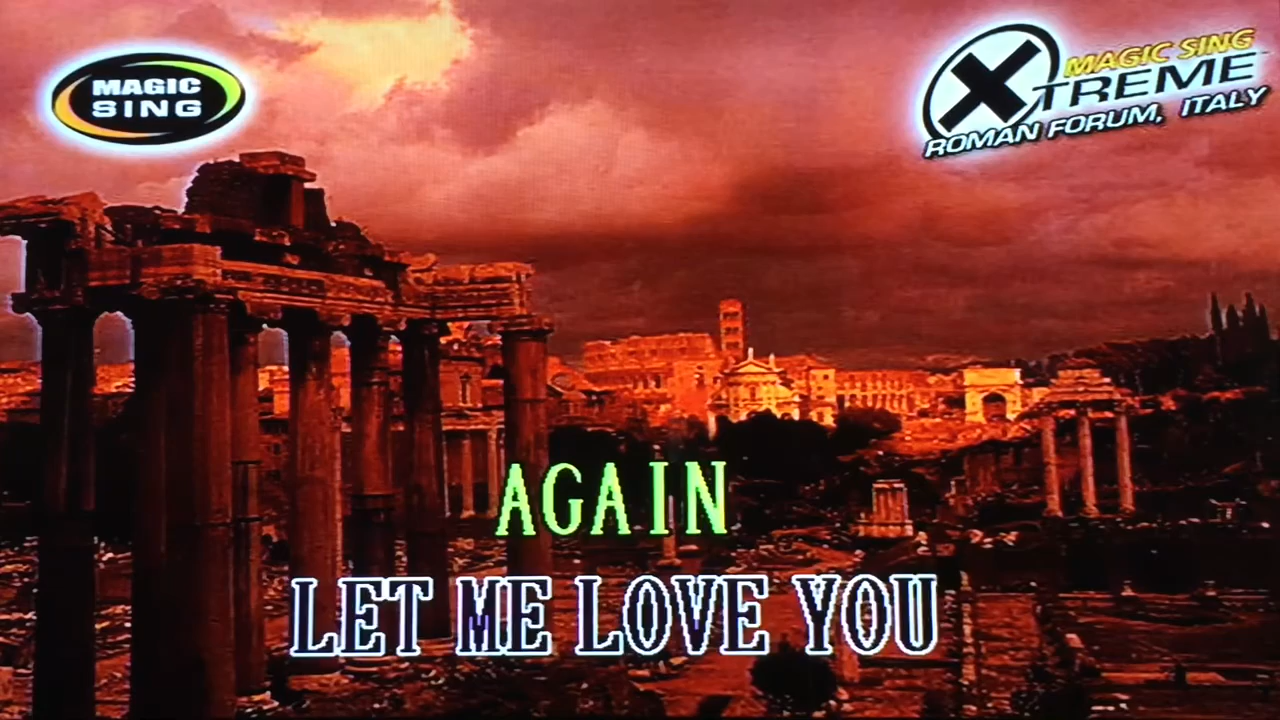 MAGIC
SING
MAGIC SING
XTREME
ROMAN FORUM, ITALY
AGAIN
LET ME LOVE YOU